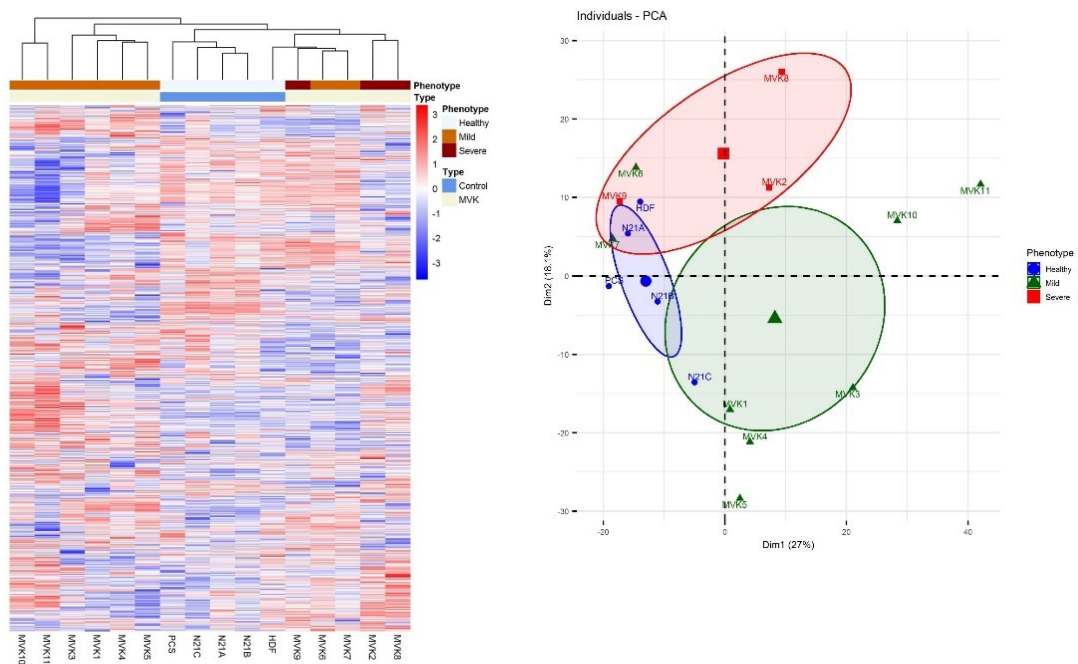 Phenotype
Type
Phenotype
Healthy
Mild
Severe
Type
Control
MVK
3
2
1
0
-1
-2
-3
MVK10
MVK11
MVK3
MVK1
MVK4
MVK5
PCS
N21C
N21A
N21B
HDF
MVK9
MVK6
MVK7
MVK2
MVK8
Individuals - PCA
30
20
10
0
-10
-20
-30
-20
0
20
40
Dim2 (18.1%)
Dim1 (27%)
MVK8
MVK6
MVK2
MVK11
MVK9
HDF
MVK10
N21A
MVK7
PCS
N21B
N21C
MVK3
MVK1
MVK4
MVK5
Phenotype
Healthy
Mild
Severe